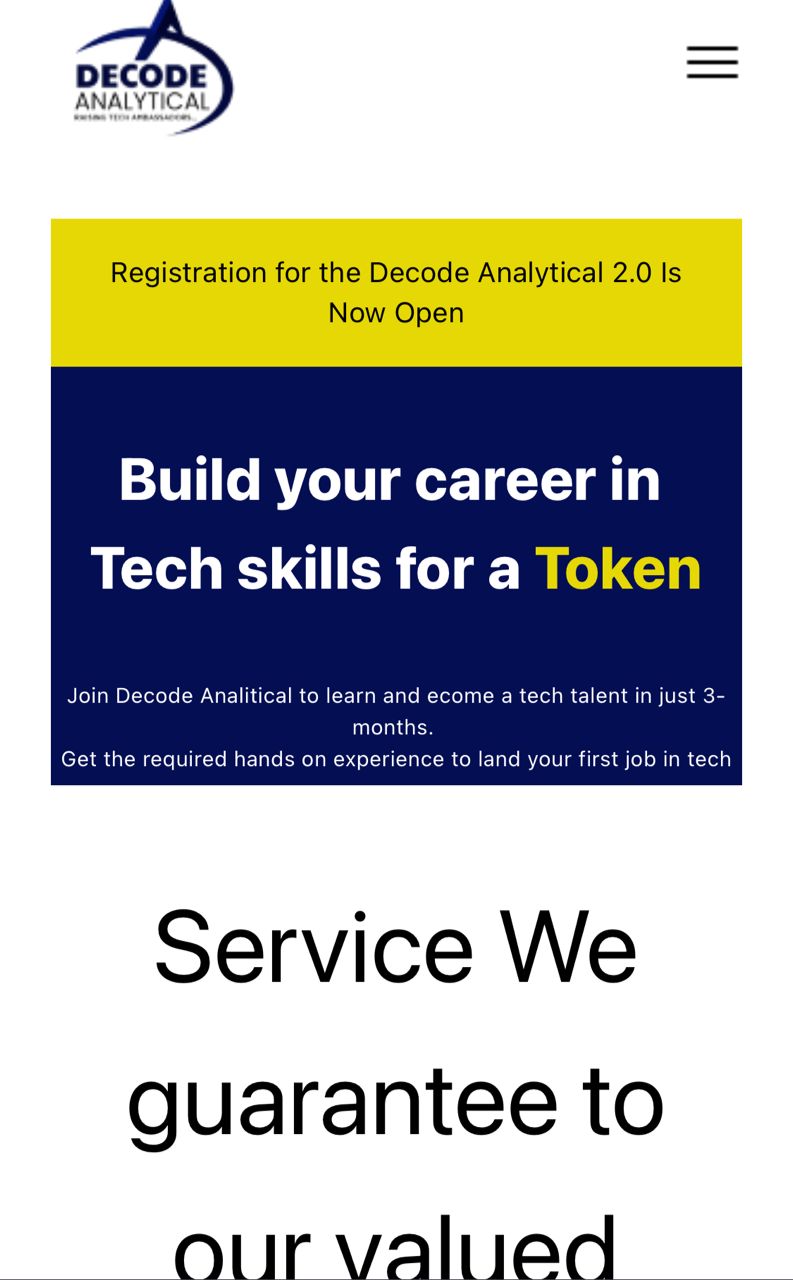 DECODE
ANALYTICAL
RAISING TECH AMBASSADORS...
Registration for the Decode Analytical 2.0 Is
Now Open
Build your career in
Tech skills for a Token
Join Decode Analitical to learn and ecome a tech talent in just 3-
months.
Get the required hands on experience to land your first job in tech
Service We
guarantee to
our valued